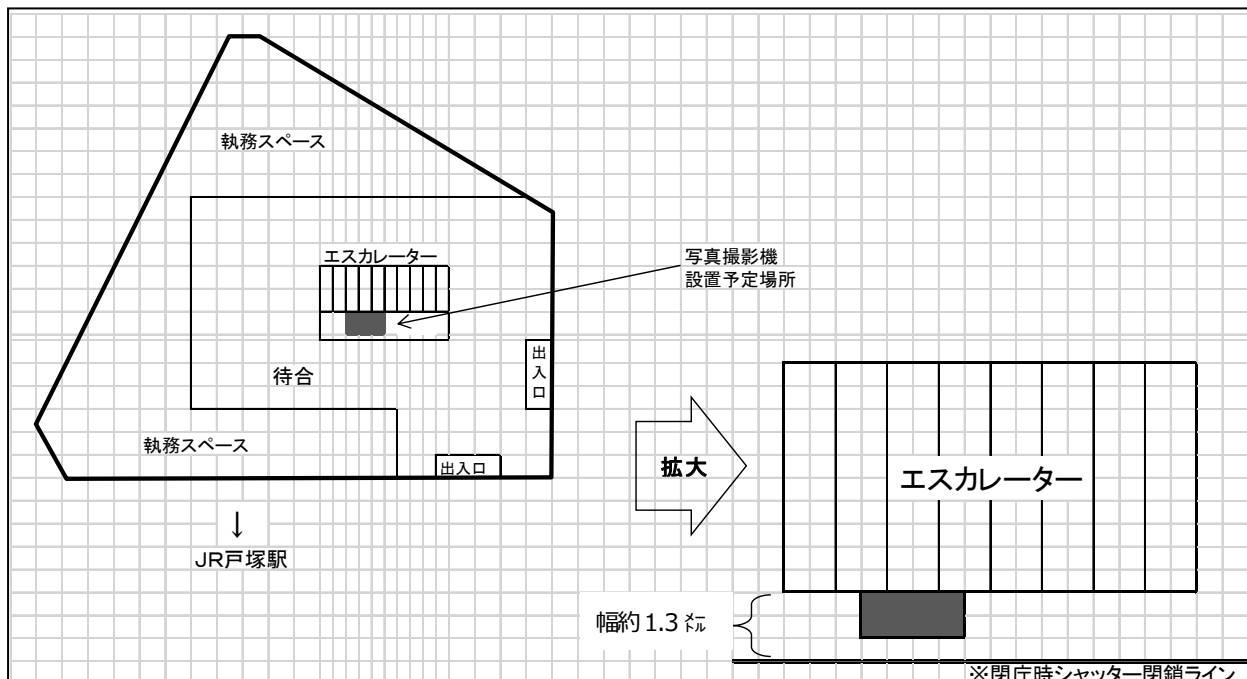 執務スペース
エスカレーター
写真撮影機
設置予定場所
待合
出入口
執務スペース
出入口
↓
JR戸塚駅
拡大
エスカレーター
幅約1.3㍍
※閉庁時シャッター閉鎖ライン